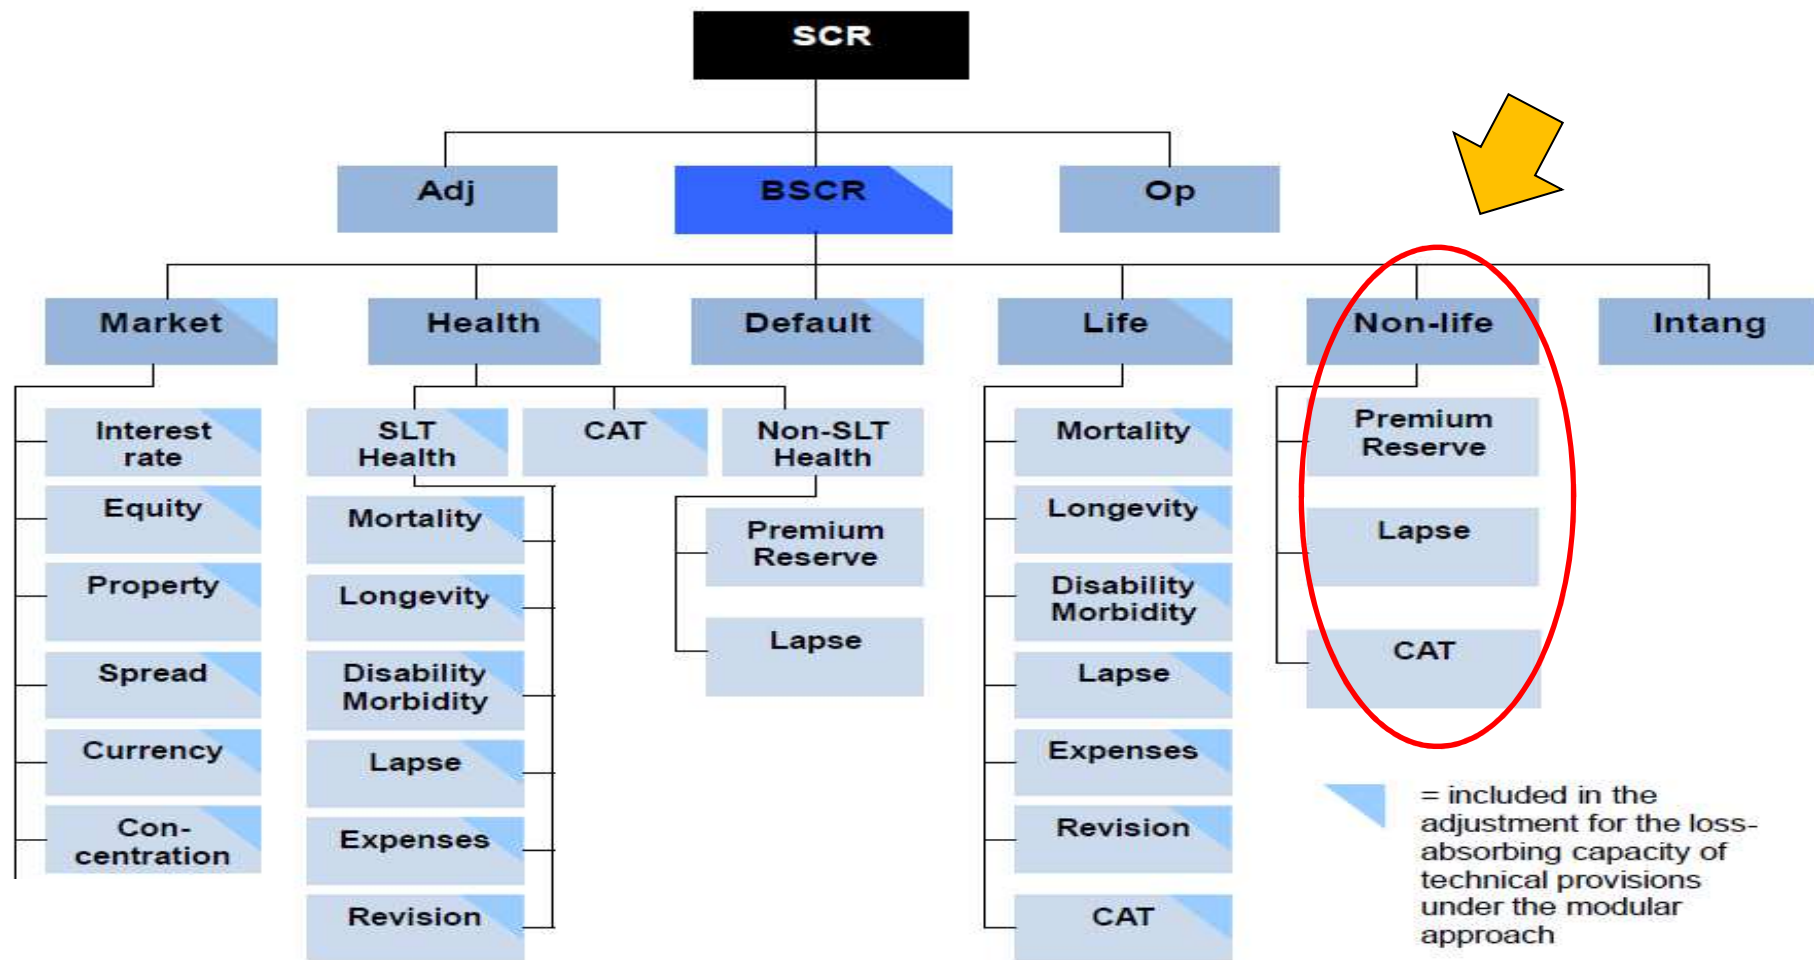 SCR
Adj
BSCR
Op
Market
Health
Default
Life
Non-life
Intang
Interest
rate
Equity
Property
Spread
Currency
Con-
centration
SLT
Health
Mortality
Longevity
Disability
Morbidity
Lapse
Expenses
Revision
CAT
Non-SLT
Health
Premium
Reserve
Lapse
Mortality
Longevity
Disability
Morbidity
Lapse
Expenses
Revision
CAT
Premium
Reserve
Lapse
CAT
= included in the
adjustment for the loss-
absorbing capacity of
technical provisions
under the modular
approach